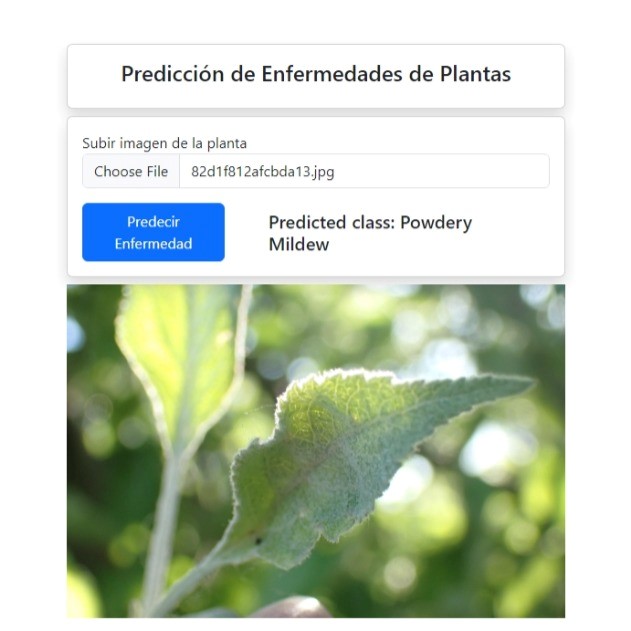 Predicción de Enfermedades de Plantas
Subir imagen de la planta
Choose File 82d1f812afcbda13.jpg
Predecir
Enfermedad
Predicted class: Powdery
Mildew